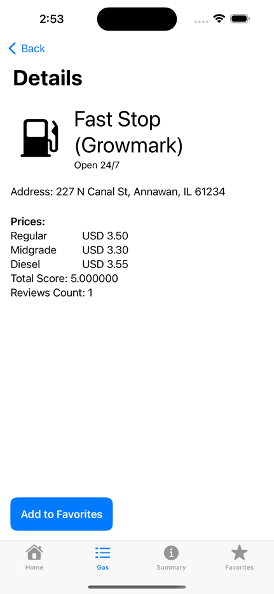 2:53
Back
Details
Fast Stop
(Growmark)
Open 24/7
Address: 227 N Canal St, Annawan, IL 61234
Prices:
Regular USD 3.50
Midgrade USD 3.30
Diesel USD 3.55
Total Score: 5.000000
Reviews Count: 1
Add to Favorites
Home Gas Summary Favorites